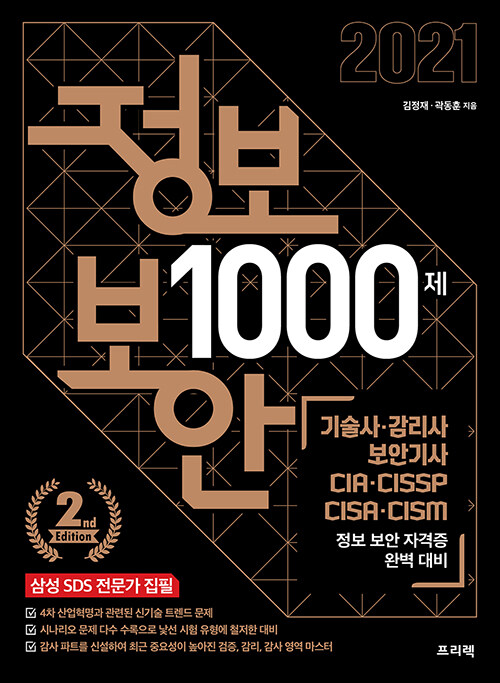 2021
김정재·곽동훈 지음
정보
보안
1000제
기술사·감리사
보안기사
CIA·CISSP
CISA·CISM
정보 보안 자격증
완벽 대비
2nd
Edition
삼성 SDS 전문가 집필
4차 산업혁명과 관련된 신기술 트렌드 문제
시나리오 문제 다수 수록으로 낯선 시험 유형에 철저한 대비
감사 파트를 신설하여 최근 중요성이 높아진 검증, 감리, 감사 영역 마스터
프리렉